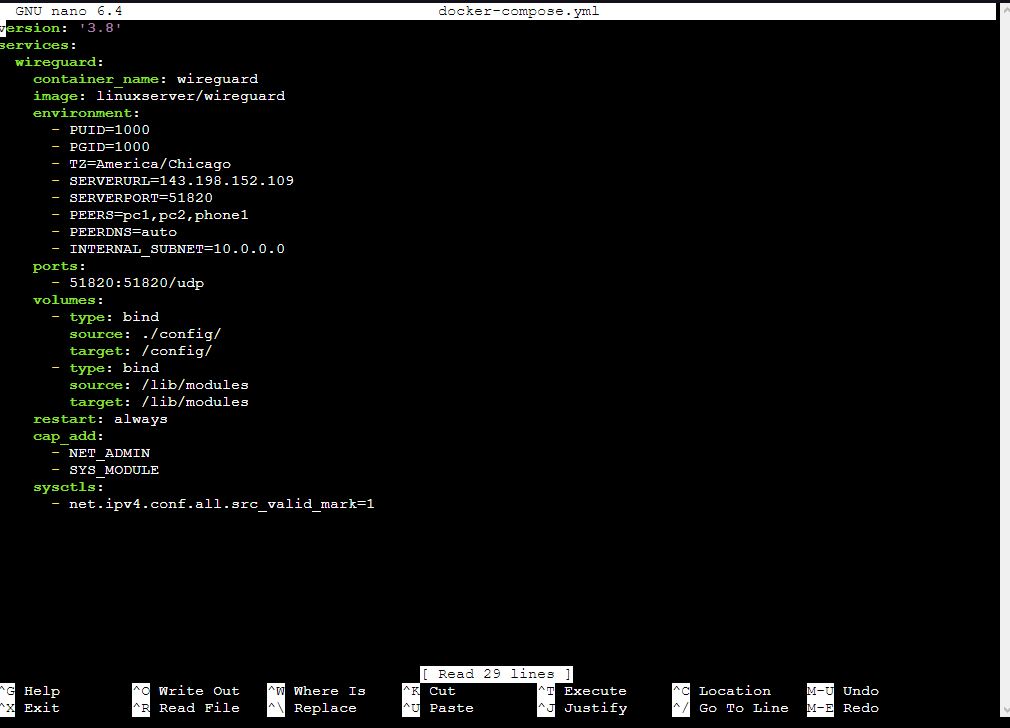 GNU nano 6.4 docker-compose.yml
version: '3.8'
services:
  wireguard:
    container_name: wireguard
    image: linuxserver/wireguard
    environment:
      - PUID=1000
      - PGID=1000
      - TZ=America/Chicago
      - SERVERURL=143.198.152.109
      - SERVERPORT=51820
      - PEERS=pc1,pc2,phone1
      - PEERDNS=auto
      - INTERNAL_SUBNET=10.0.0.0
    ports:
      - 51820:51820/udp
    volumes:
      - type: bind
        source: ./config/
        target: /config/
      - type: bind
        source: /lib/modules
        target: /lib/modules
    restart: always
    cap_add:
      - NET_ADMIN
      - SYS_MODULE
    sysctls:
      - net.ipv4.conf.all.src_valid_mark=1
[ Read 29 lines ]
^G Help ^O Write Out ^W Where Is ^K Cut ^T Execute ^C Location M-U Undo
^X Exit ^R Read File ^\ Replace ^U Paste ^J Justify ^/ Go To Line M-E Redo